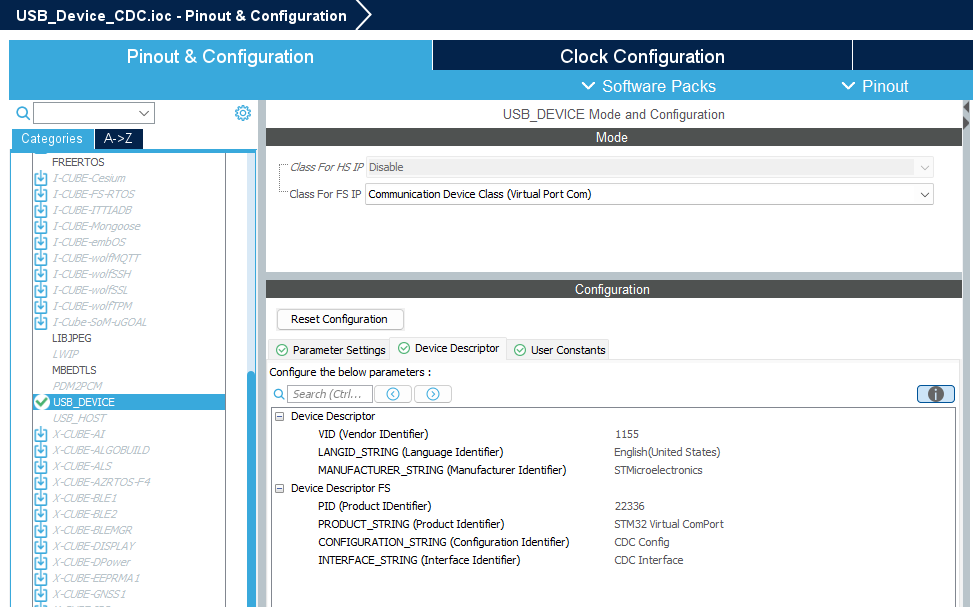 USB_Device_CDC.ioc - Pinout & Configuration
Pinout & Configuration
Clock Configuration
Software Packs
Pinout
Categories
A->Z
FREERTOS
I-CUBE-Cesium
I-CUBE-FS-RTOS
I-CUBE-ITTIADB
I-CUBE-Mongoose
I-CUBE-embOS
I-CUBE-wolfMQTT
I-CUBE-wolfSSH
I-CUBE-wolfSSL
I-CUBE-wolfTPM
I-Cube-SoM-uGOAL
LIBJPEG
LWIP
MBEDTLS
PDM2PCM
USB_DEVICE
USB_HOST
X-CUBE-AI
X-CUBE-ALGOBUILD
X-CUBE-ALS
X-CUBE-AZRTOS-F4
X-CUBE-BLE1
X-CUBE-BLE2
X-CUBE-BLEMGR
X-CUBE-DISPLAY
X-CUBE-DPower
X-CUBE-EEPRMA1
X-CUBE-GNSS1
USB_DEVICE Mode and Configuration
Mode
Class For HS IP Disable
Class For FS IP Communication Device Class (Virtual Port Com)
Configuration
Reset Configuration
Parameter Settings
Device Descriptor
User Constants
Configure the below parameters :
Search (Ctrl...
Device Descriptor
VID (Vendor IDentifier) 1155
LANGID_STRING (Language Identifier) English(United States)
MANUFACTURER_STRING (Manufacturer Identifier) STMicroelectronics
Device Descriptor FS
PID (Product IDentifier) 22336
PRODUCT_STRING (Product Identifier) STM32 Virtual ComPort
CONFIGURATION_STRING (Configuration Identifier) CDC Config
INTERFACE_STRING (Interface Identifier) CDC Interface